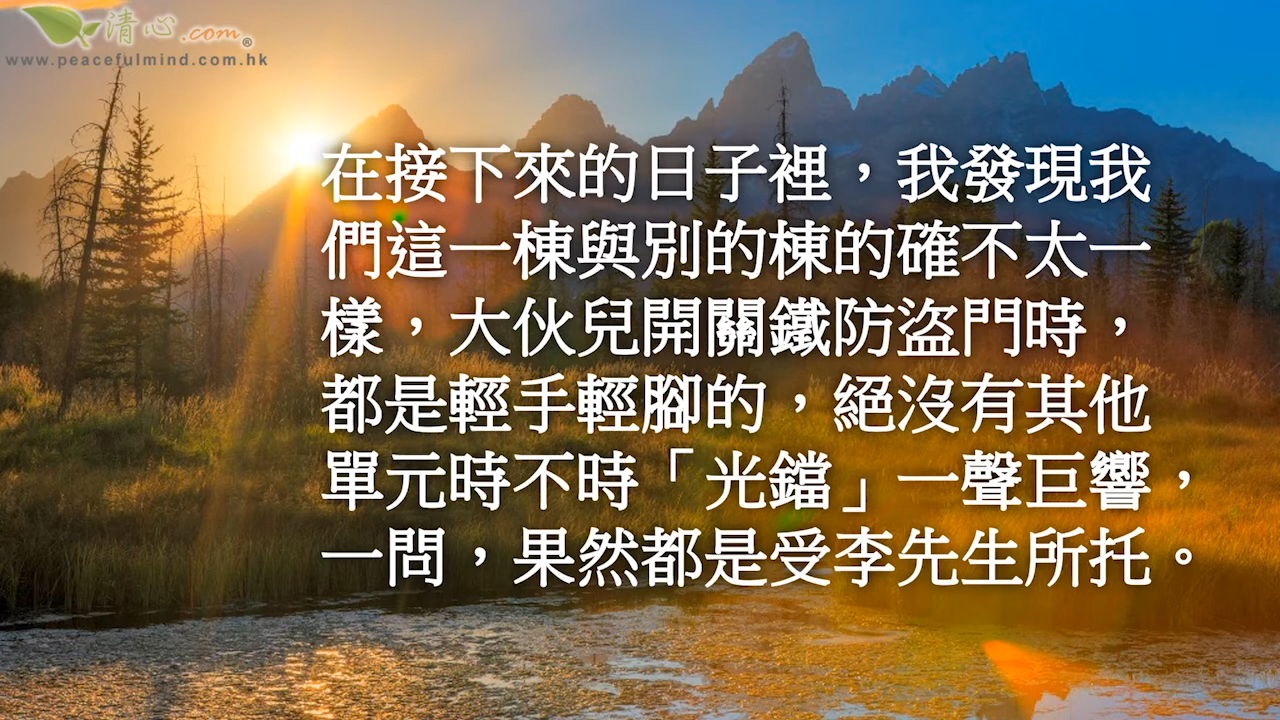 清心.com®
www.peacefulmind.com.hk
在接下來的日子裡，我發現我
們這一棟與別的棟的確不太一
樣，大伙兒開關鐵防盜門時，
都是輕手輕腳的，絕沒有其他
單元時不時「光鐺」一聲巨響，
一問，果然都是受李先生所托。